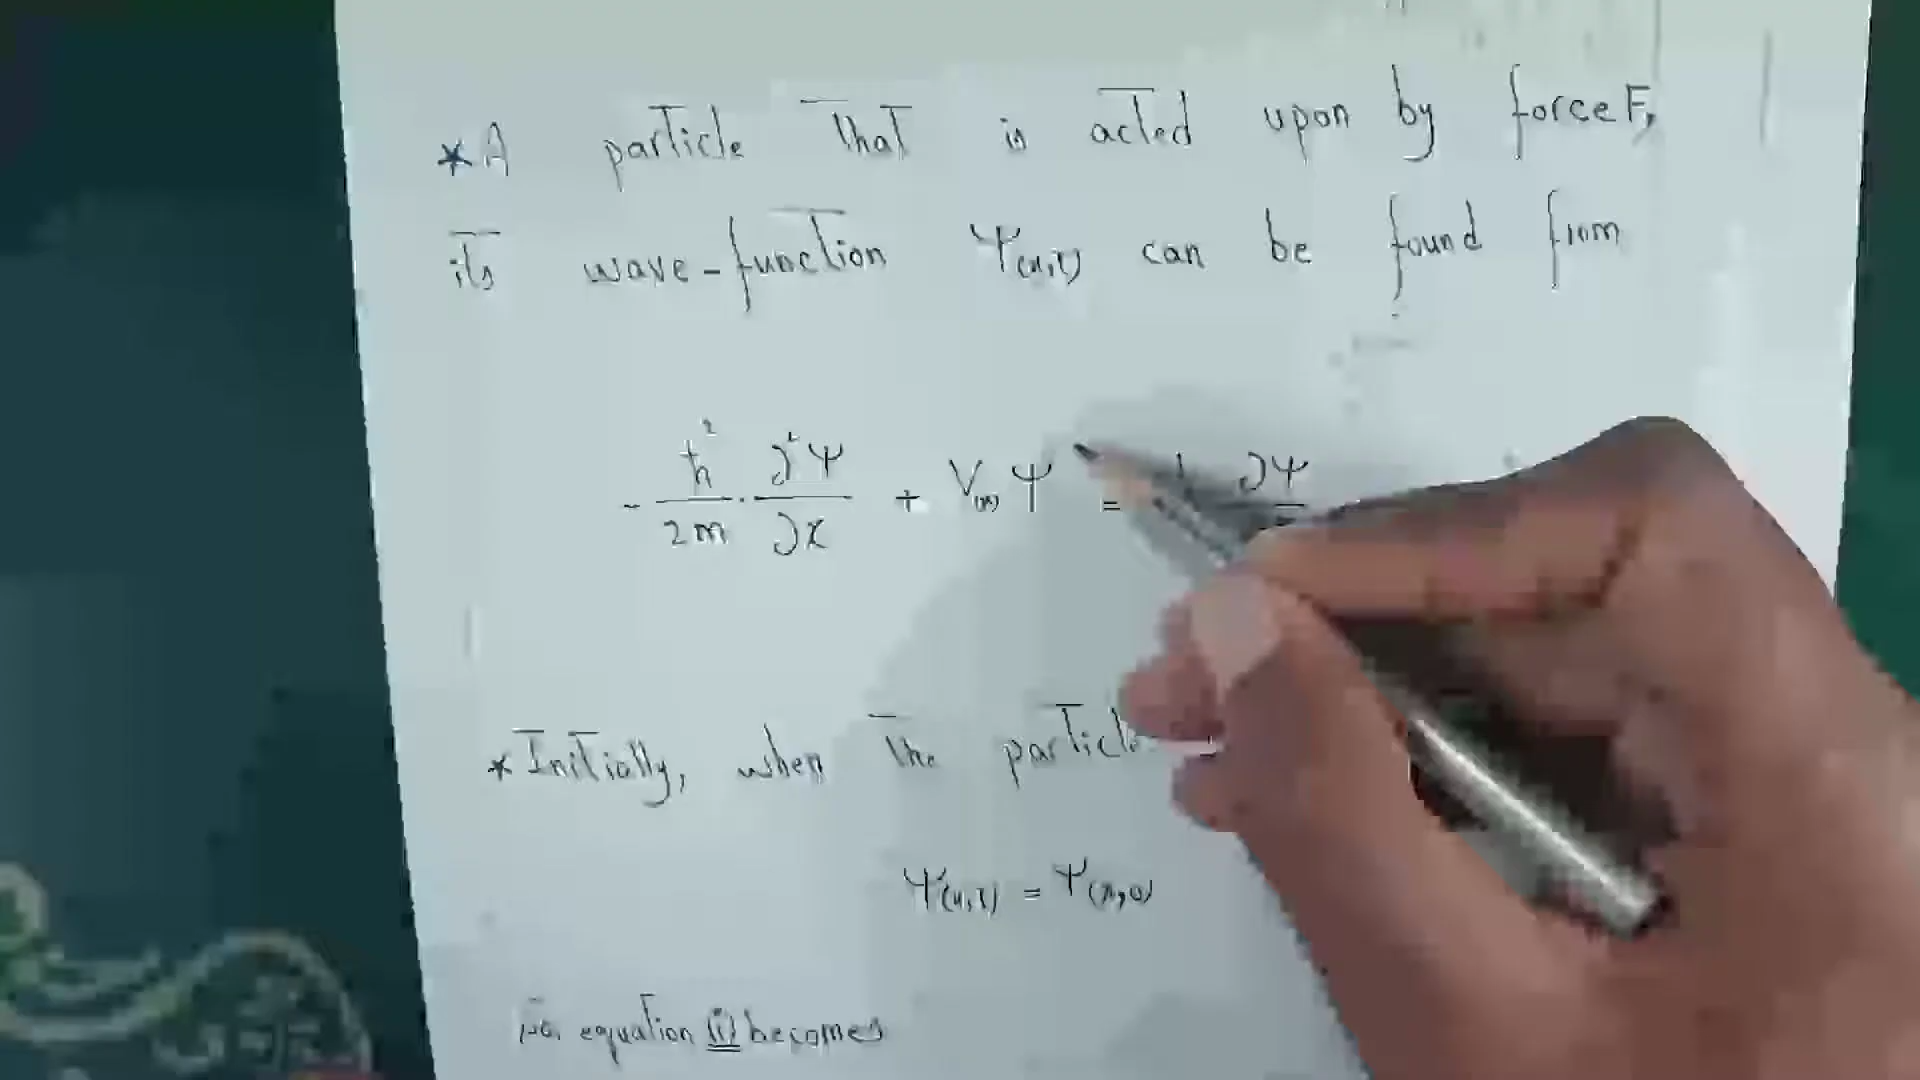 *A particle that is acted upon by force F,
its wave-function Ψ(x,t) can be found from
- ħ²/2m · ∂²Ψ/∂x + V(x) Ψ = ∂Ψ
*Initially, when the particle
Ψ(x,t) = Ψ(x,0)
equation (i) becomes